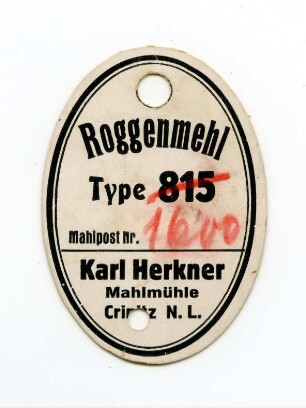 Roggenmehl
Type 815
1600
Mahlpost Nr.
Karl Herkner
Mahlmühle
N. L.